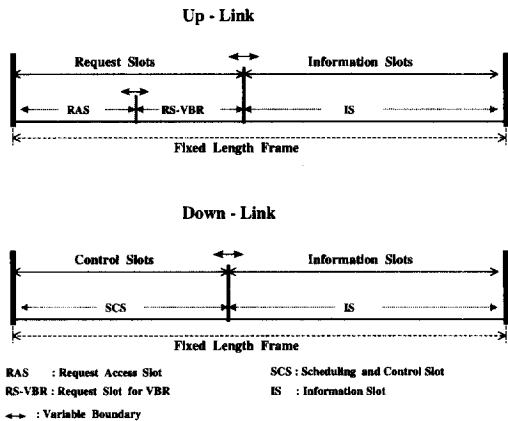 Up - Link
Request Slots Information Slots
RAS RS-VBR IS
Fixed Length Frame
Down - Link
Control Slots Information Slots
SCS IS
Fixed Length Frame
RAS : Request Access Slot SCS : Scheduling and Control Slot
RS-VBR : Request Slot for VBR IS : Information Slot
: Variable Boundary